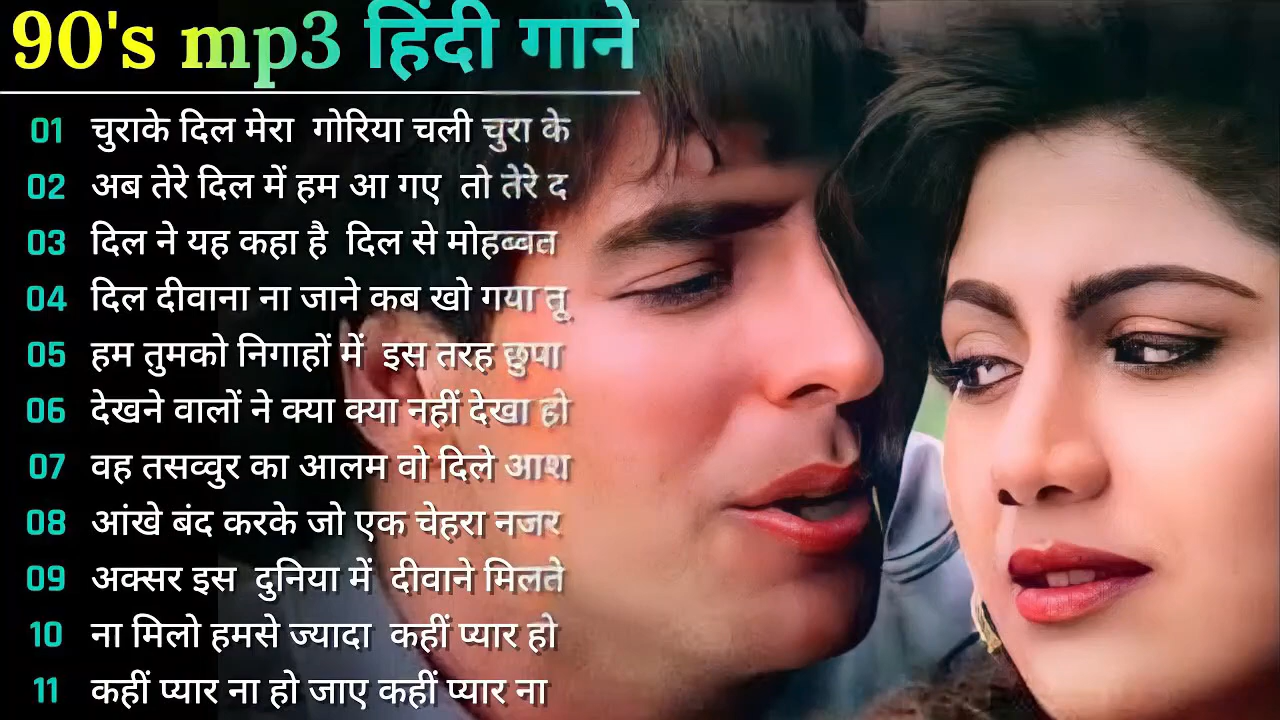 90's mp3 हिंदी गाने
01 चुराके दिल मेरा गोरिया चली चुरा के
02 अब तेरे दिल में हम आ गए तो तेरे द
03 दिल ने यह कहा है दिल से मोहब्बत
04 दिल दीवाना ना जाने कब खो गया तू
05 हम तुमको निगाहों में इस तरह छुपा
06 देखने वालों ने क्या क्या नहीं देखा हो
07 वह तसव्वुर का आलम वो दिले आश
08 आंखे बंद करके जो एक चेहरा नजर
09 अक्सर इस दुनिया में दीवाने मिलते
10 ना मिलो हमसे ज्यादा कहीं प्यार हो
11 कहीं प्यार ना हो जाए कहीं प्यार ना